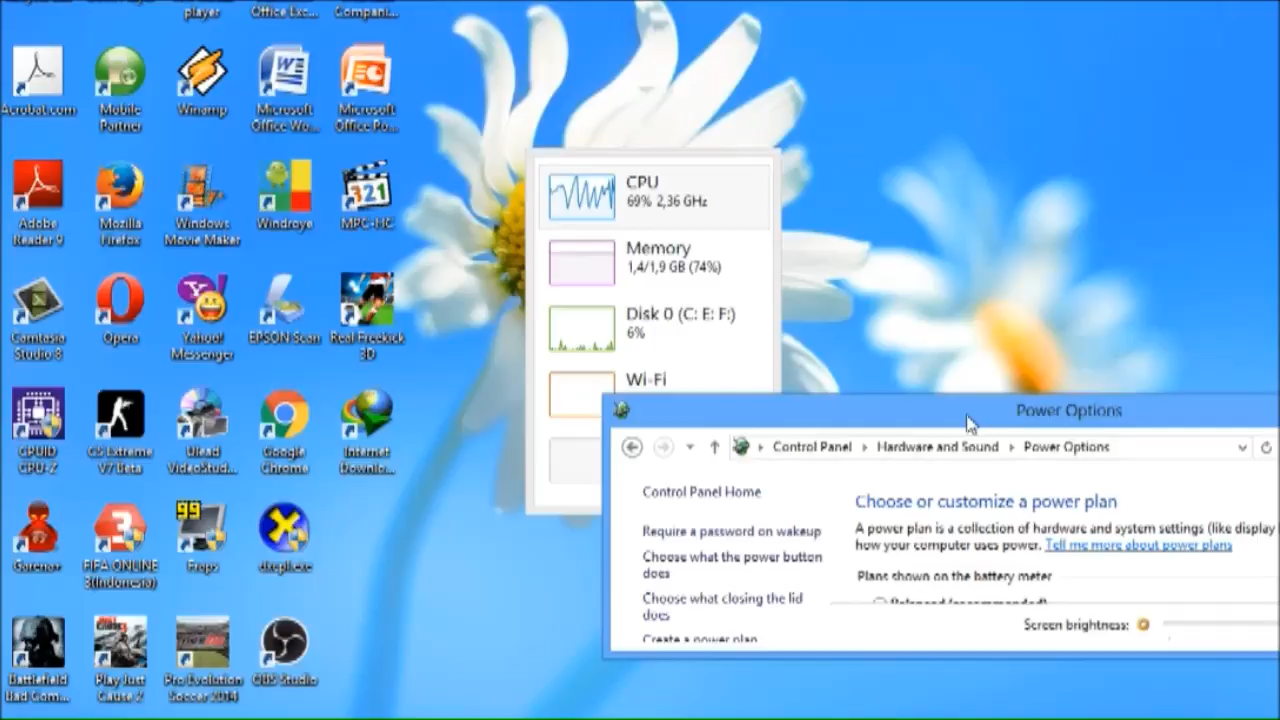 player
Office Exc...
Compani...
Acrobat.com
Mobile
Partner
Winamp
Microsoft
Office Wo...
Microsoft
Office Po...
Adobe
Reader 9
Mozilla
Firefox
Windows
Movie Maker
Windroye
MPC-HC
321
Camtasia
Studio 8
Opera
Yahoo!
Messenger
EPSON Scan
Real Freekick
3D
CPUID
CPU-Z
CS Extreme
V7 Beta
Ulead
VideoStud...
Google
Chrome
Internet
Downlo...
Garena+
FIFA ONLINE
3(Indonesia)
99
Fraps
dxcpl.exe
Battlefield
Bad Com...
Play Just
Cause 2
Pro Evolution
Soccer 2014
OBS Studio
CPU
69% 2,36 GHz
Memory
1,4/1,9 GB (74%)
Disk 0 (C: E: F:)
6%
Wi-Fi
Power Options
Control Panel
Hardware and Sound
Power Options
Control Panel Home
Require a password on wakeup
Choose what the power button
does
Choose what closing the lid
does
Create a power plan
Choose or customize a power plan
A power plan is a collection of hardware and system settings (like display
how your computer uses power. Tell me more about power plans
Plans shown on the battery meter
Balanced (recommended)
Screen brightness: